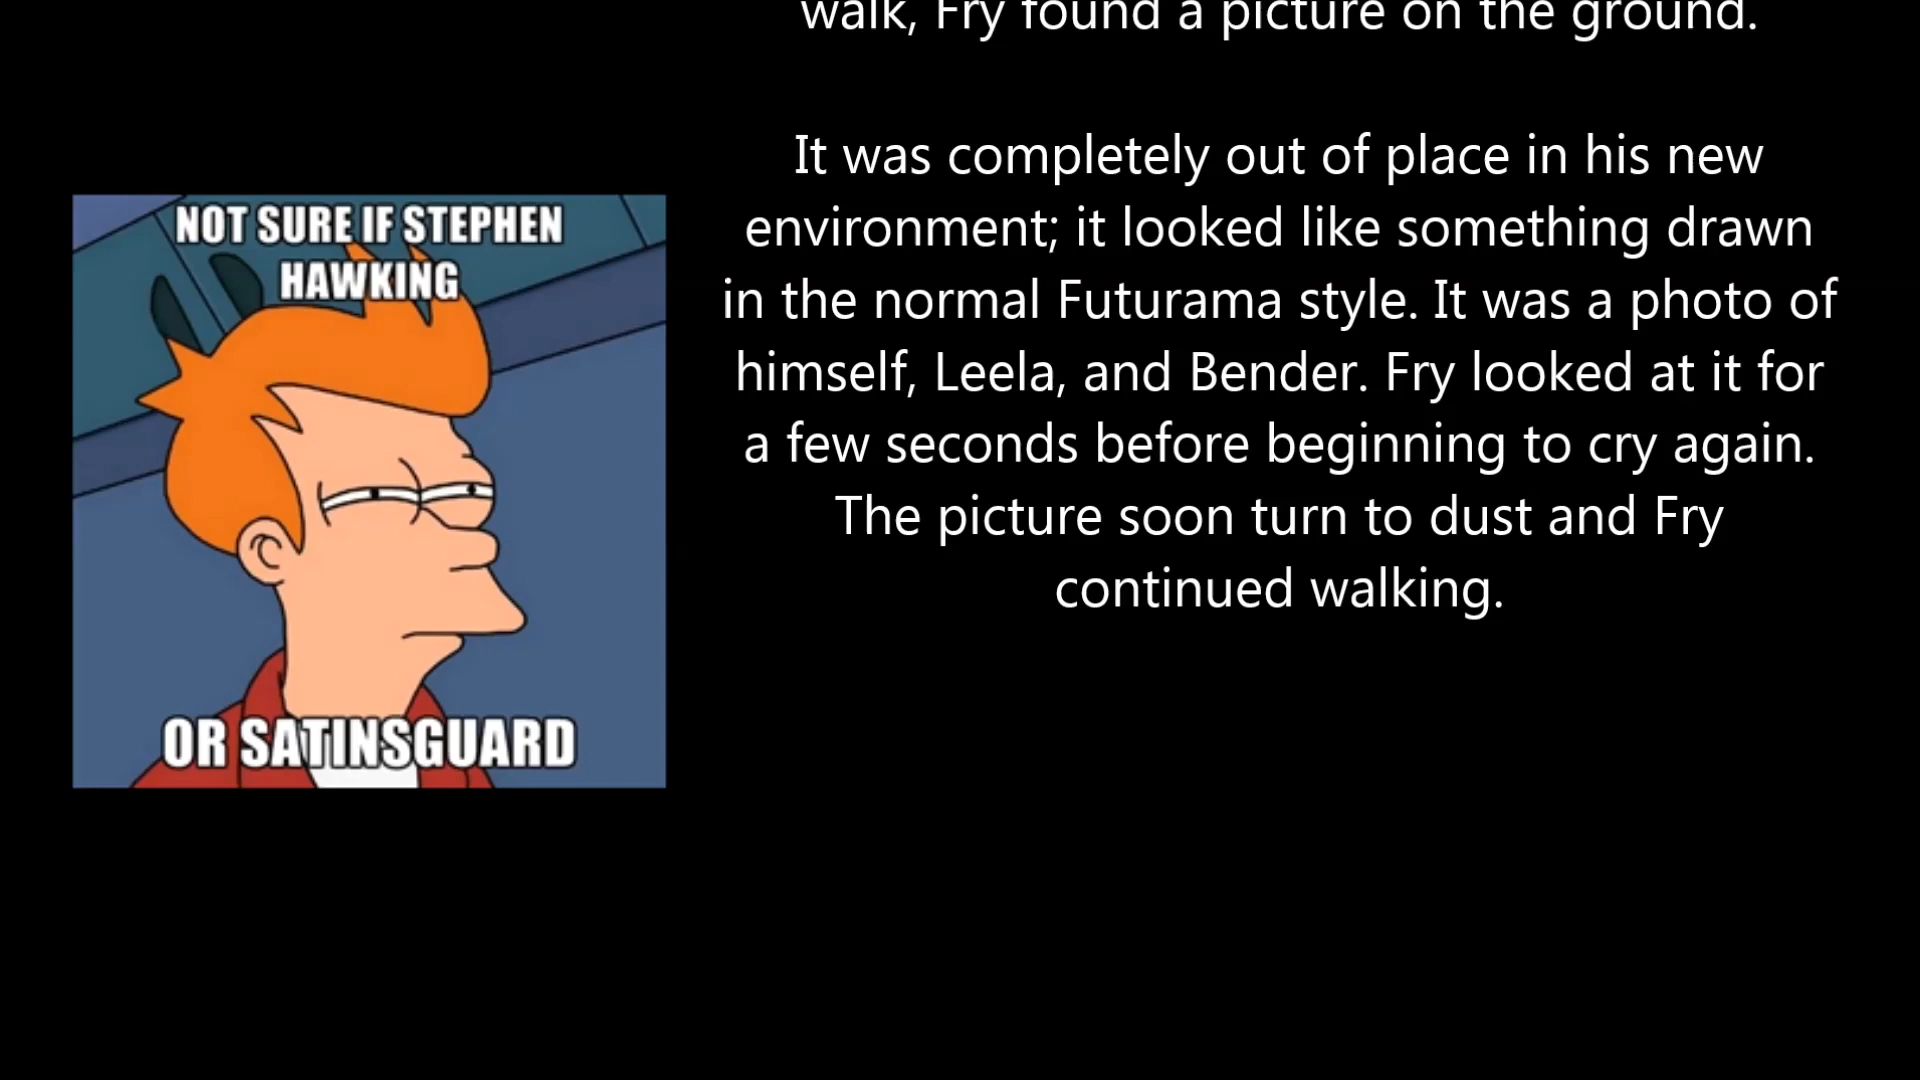 NOT SURE IF STEPHEN
HAWKING
OR SATINSGUARD
walk, Fry found a picture on the ground.
It was completely out of place in his new
environment; it looked like something drawn
in the normal Futurama style. It was a photo of
himself, Leela, and Bender. Fry looked at it for
a few seconds before beginning to cry again.
The picture soon turn to dust and Fry
continued walking.